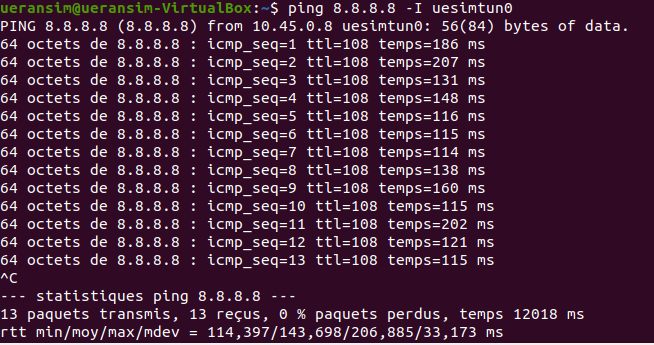 ueransim@ueransim-VirtualBox:~$ ping 8.8.8.8 -I uesimtun0
PING 8.8.8.8 (8.8.8.8) from 10.45.0.8 uesimtun0: 56(84) bytes of data.
64 octets de 8.8.8.8 : icmp_seq=1 ttl=108 temps=186 ms
64 octets de 8.8.8.8 : icmp_seq=2 ttl=108 temps=207 ms
64 octets de 8.8.8.8 : icmp_seq=3 ttl=108 temps=131 ms
64 octets de 8.8.8.8 : icmp_seq=4 ttl=108 temps=148 ms
64 octets de 8.8.8.8 : icmp_seq=5 ttl=108 temps=116 ms
64 octets de 8.8.8.8 : icmp_seq=6 ttl=108 temps=115 ms
64 octets de 8.8.8.8 : icmp_seq=7 ttl=108 temps=114 ms
64 octets de 8.8.8.8 : icmp_seq=8 ttl=108 temps=138 ms
64 octets de 8.8.8.8 : icmp_seq=9 ttl=108 temps=160 ms
64 octets de 8.8.8.8 : icmp_seq=10 ttl=108 temps=115 ms
64 octets de 8.8.8.8 : icmp_seq=11 ttl=108 temps=202 ms
64 octets de 8.8.8.8 : icmp_seq=12 ttl=108 temps=121 ms
64 octets de 8.8.8.8 : icmp_seq=13 ttl=108 temps=115 ms
^C
--- statistiques ping 8.8.8.8 ---
13 paquets transmis, 13 reçus, 0 % paquets perdus, temps 12018 ms
rtt min/moy/max/mdev = 114,397/143,698/206,885/33,173 ms